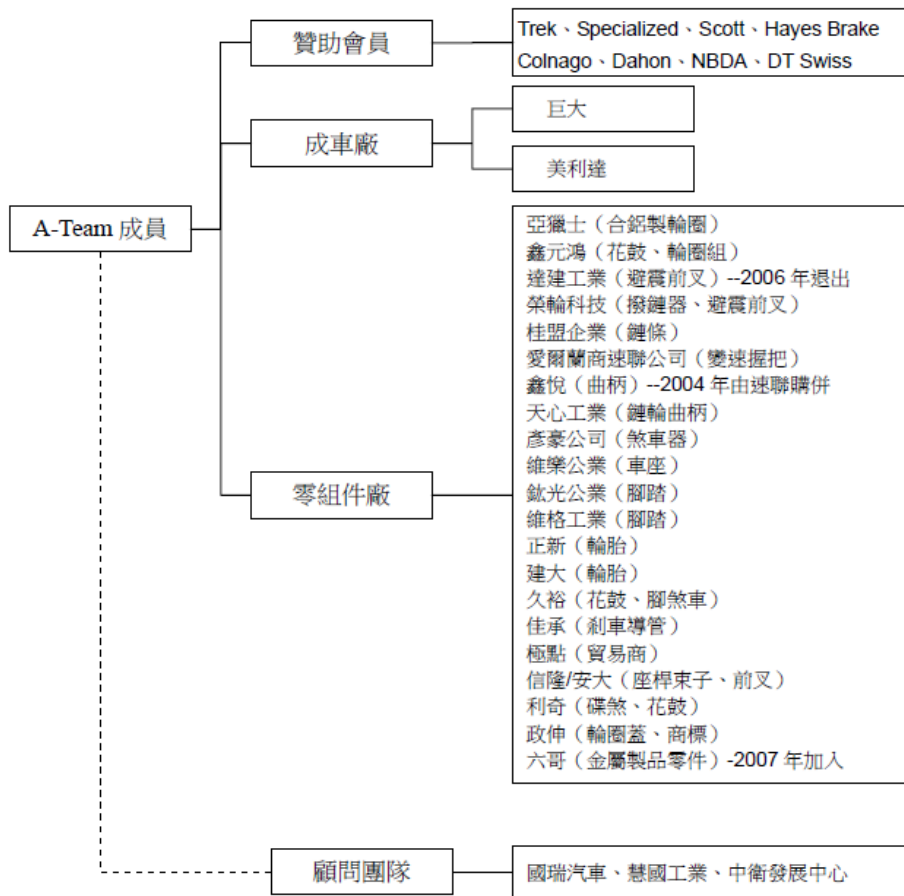 贊助會員
Trek、Specialized、Scott、Hayes Brake
Colnago、Dahon、NBDA、DT Swiss
成車廠
巨大
美利達
A-Team 成員
零組件廠
亞獵士（合鋁製輪圈）
鑫元鴻（花鼓、輪圈組）
達建工業（避震前叉）--2006 年退出
榮輪科技（撥鏈器、避震前叉）
桂盟企業（鏈條）
愛爾蘭商速聯公司（變速握把）
鑫悅（曲柄）--2004 年由速聯購併
天心工業（鏈輪曲柄）
彥豪公司（煞車器）
維樂公業（車座）
鈜光公業（腳踏）
維格工業（腳踏）
正新（輪胎）
建大（輪胎）
久裕（花鼓、腳煞車）
佳承（剎車導管）
極點（貿易商）
信隆/安大（座桿束子、前叉）
利奇（碟煞、花鼓）
政伸（輪圈蓋、商標）
六哥（金屬製品零件）-2007 年加入
顧問團隊
國瑞汽車、慧國工業、中衛發展中心